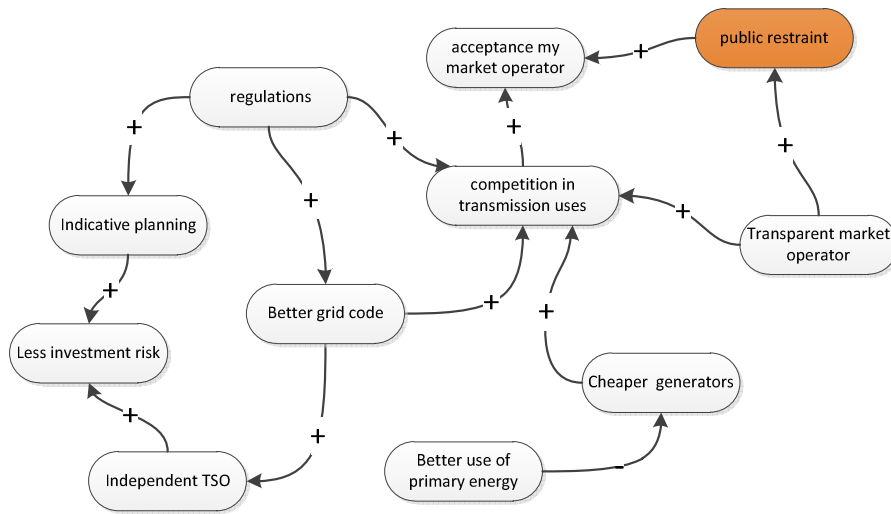 public restraint
acceptance my
market operator
+
regulations
+
+
+
competition in
transmission uses
+
+
+
Indicative planning
+
Transparent market
operator
+
Better grid code
+
+
Less investment risk
Cheaper generators
+
+
Independent TSO
Better use of
primary energy
-